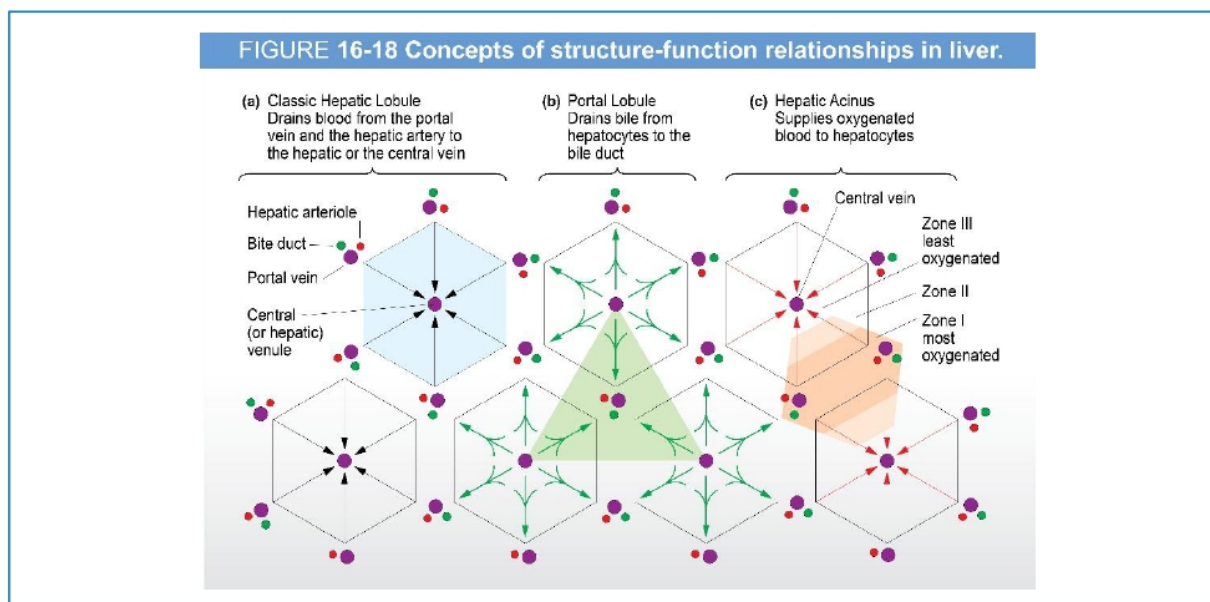 FIGURE 16-18 Concepts of structure-function relationships in liver.
(a) Classic Hepatic Lobule
Drains blood from the portal
vein and the hepatic artery to
the hepatic or the central vein
(b) Portal Lobule
Drains bile from
hepatocytes to the
bile duct
(c) Hepatic Acinus
Supplies oxygenated
blood to hepatocytes
Hepatic arteriole
Bite duct
Portal vein
Central
(or hepatic)
venule
Central vein
Zone III
least
oxygenated
Zone II
Zone I
most
oxygenated